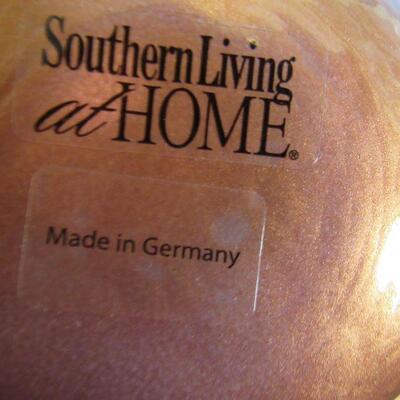 Southern Living
at HOME®
Made in Germany